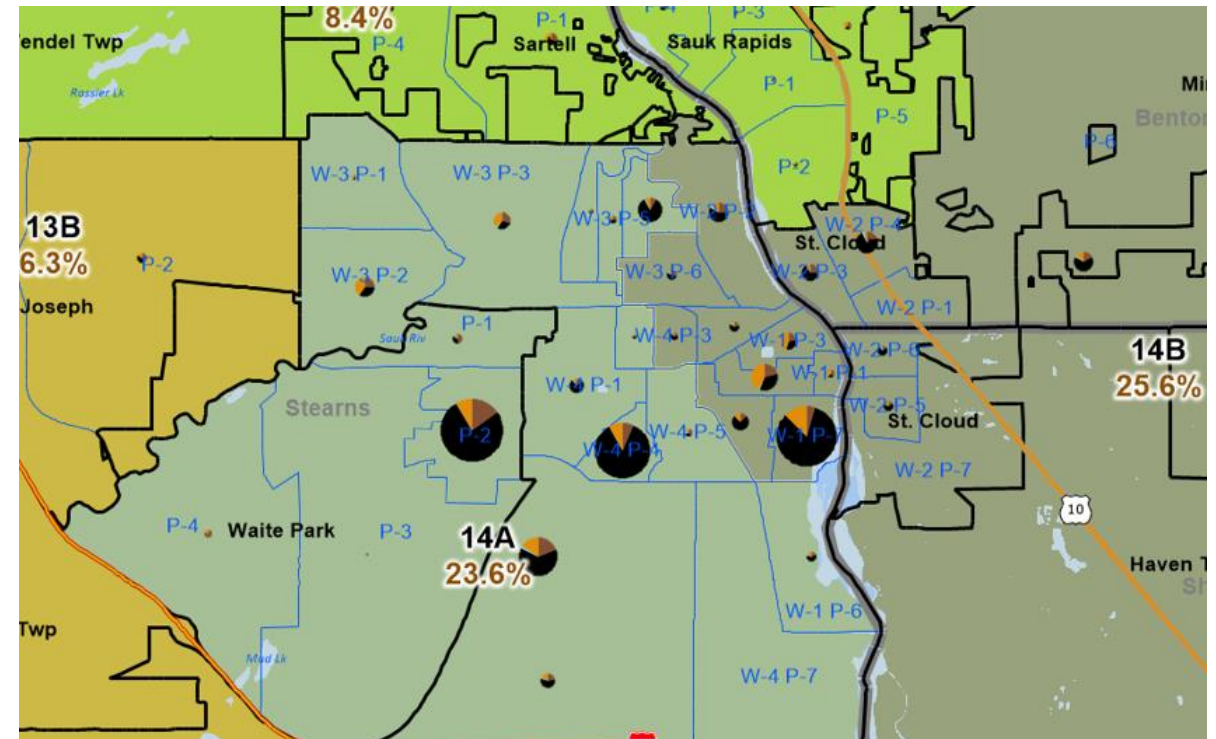 8.4%
endel Twp
P-4
P-1
Sartell
Sauk Rapids
P-3
P-1
Rossier Lk
P-5
Mi
Bentor
P-6
P-2
W-3 P-1
W-3 P-3
13B
6.3%
P-2
W-3 P-5
W-2 P-4
St. Cloud
W-3 P-2
W-3 P-6
W-2 P-3
Joseph
W-2 P-1
P-1
Sauk Riv
W-4 P-3
W-1 P-3
W-2 P-6
14B
25.6%
W-4 P-1
W-1 P-1
Stearns
W-2 P-5
St. Cloud
P-2
W-4 P-4
W-4 P-5
W-2 P-7
10
P-4
Waite Park
P-3
14A
23.6%
Haven T
Sh
W-1 P-6
Twp
Mud Lk
W-4 P-7